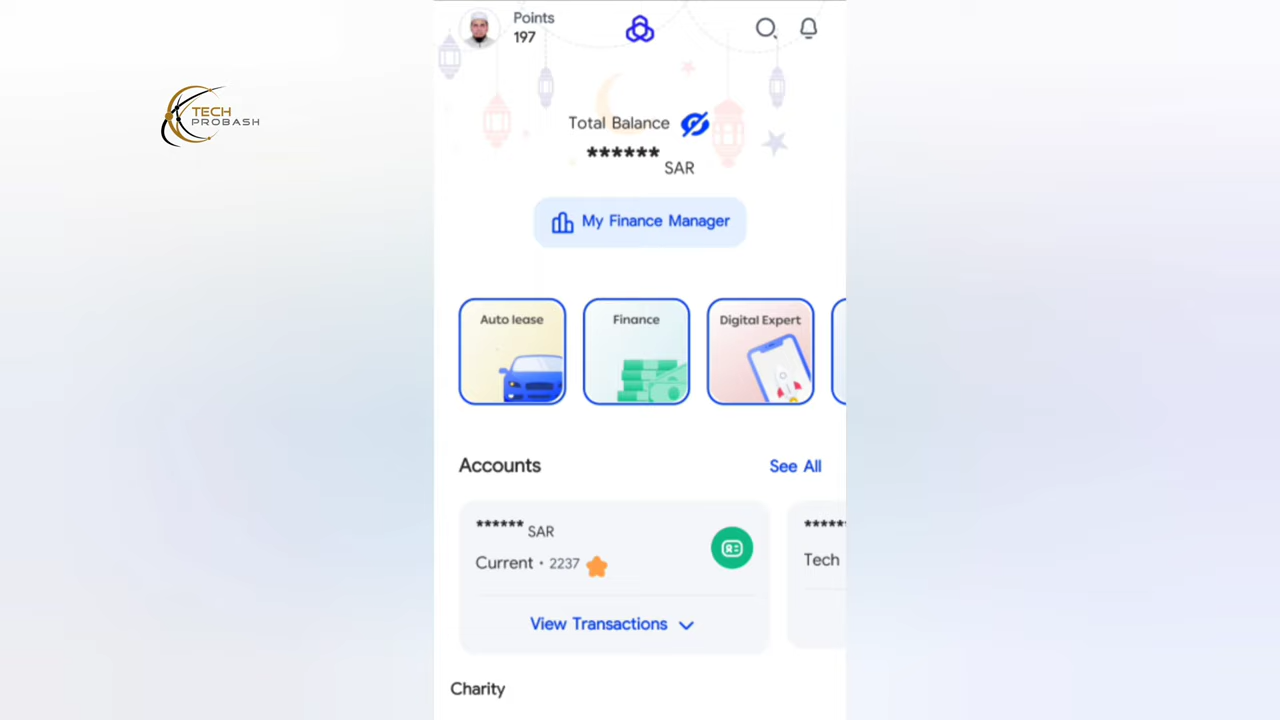 Points
197
TECH
PROBASH
Total Balance
****** SAR
My Finance Manager
Auto lease
Finance
Digital Expert
Accounts
See All
****** SAR
Current • 2237
View Transactions
*****
Tech
Charity